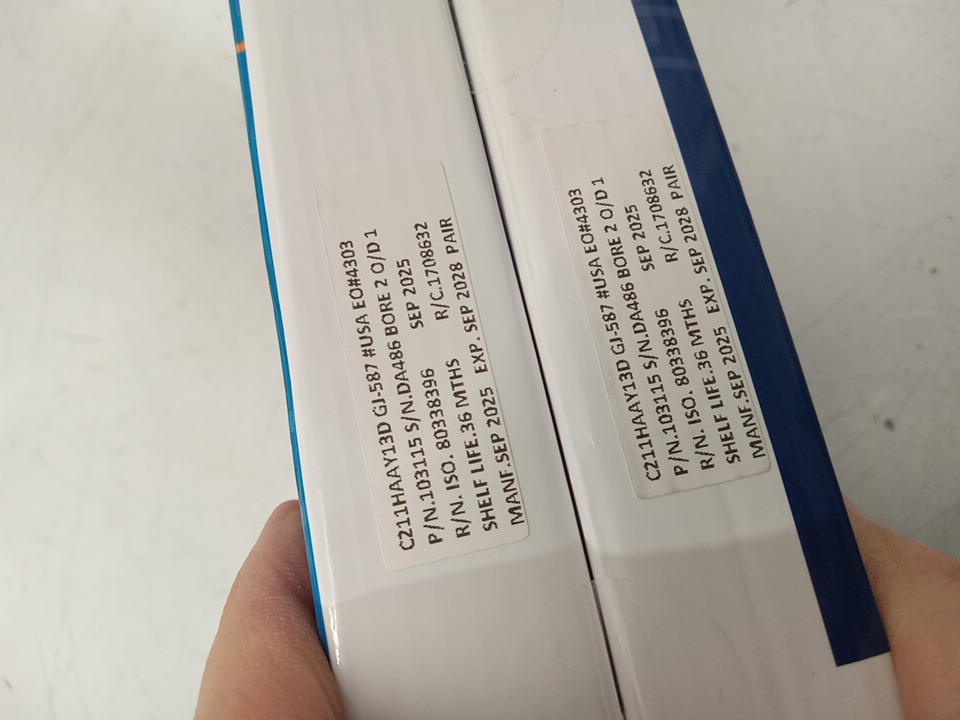 C211HAAY13D GJ-587 #USA EO#4303
P/N.103115 S/N.DA486 BORE 2 O/D 1
R/N. ISO. 80338396 SEP 2025
SHELF LIFE.36 MTHS R/C.1708632
MANF.SEP 2025 EXP. SEP 2028 PAIR
C211HAAY13D GJ-587 #USA EO#4303
P/N.103115 S/N.DA486 BORE 2 O/D 1
R/N. ISO. 80338396 SEP 2025
SHELF LIFE.36 MTHS R/C.1708632
MANF.SEP 2025 EXP. SEP 2028 PAIR